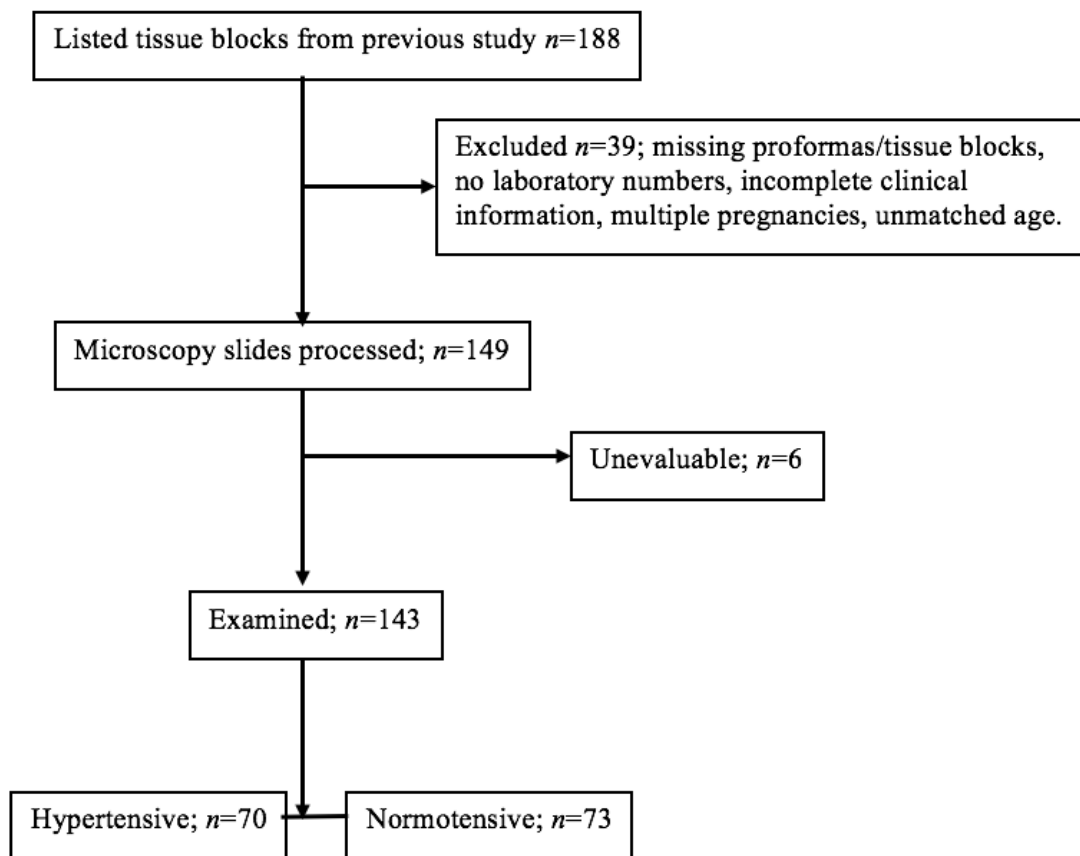 Listed tissue blocks from previous study n=188
Excluded n=39; missing proformas/tissue blocks,
no laboratory numbers, incomplete clinical
information, multiple pregnancies, unmatched age.
Microscopy slides processed; n=149
Unevaluable; n=6
Examined; n=143
Hypertensive; n=70
Normotensive; n=73